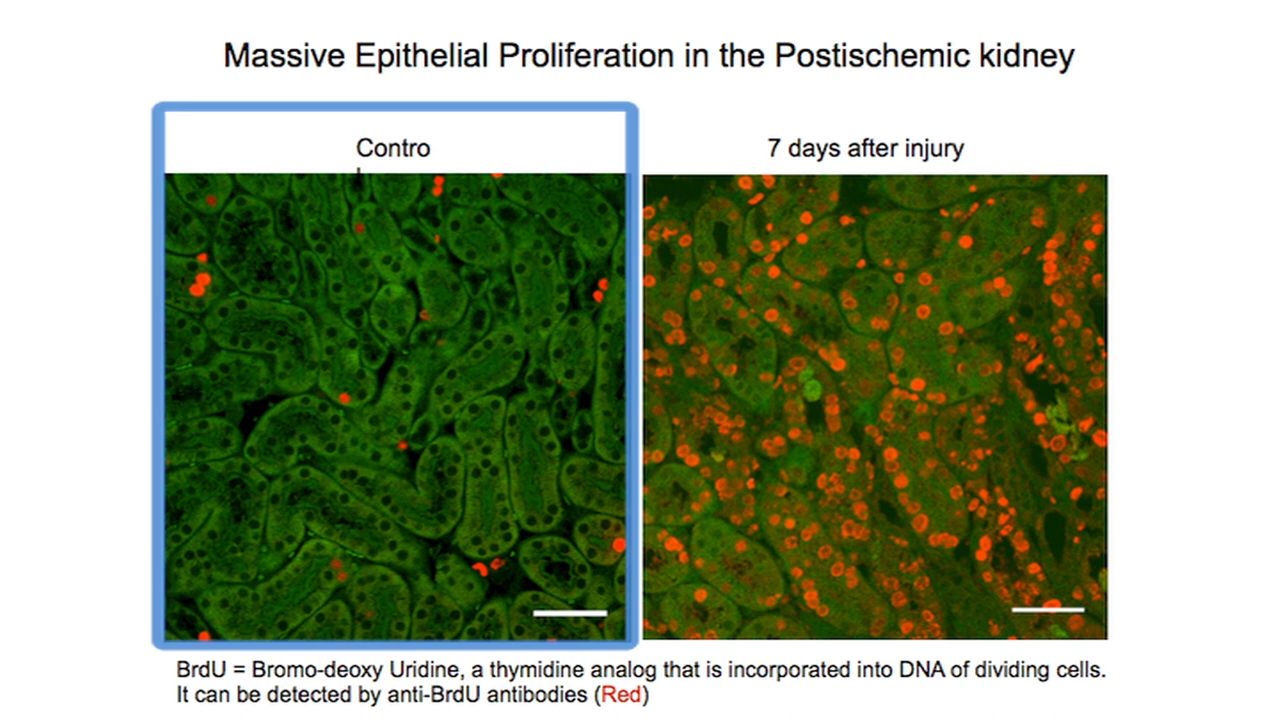 Massive Epithelial Proliferation in the Postischemic kidney
Contro
l
7 days after injury
BrdU = Bromo-deoxy Uridine, a thymidine analog that is incorporated into DNA of dividing cells.
It can be detected by anti-BrdU antibodies (Red)